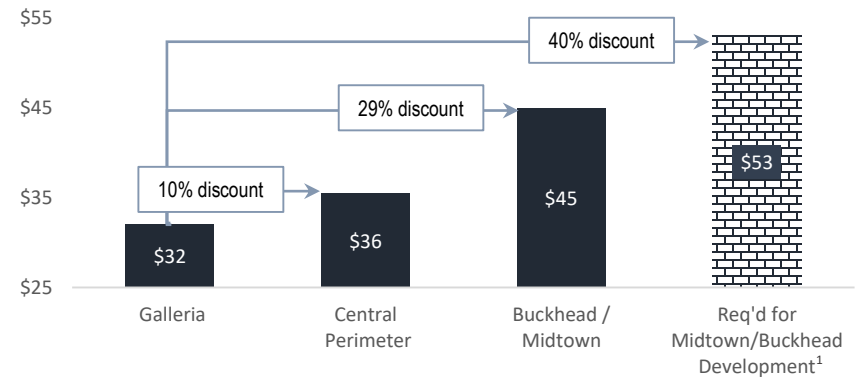 $55
40% discount
$45
29% discount
$53
$35
10% discount
$45
$36
$32
$25
Galleria
Central
Perimeter
Buckhead /
Midtown
Req'd for
Midtown/Buckhead
Development¹